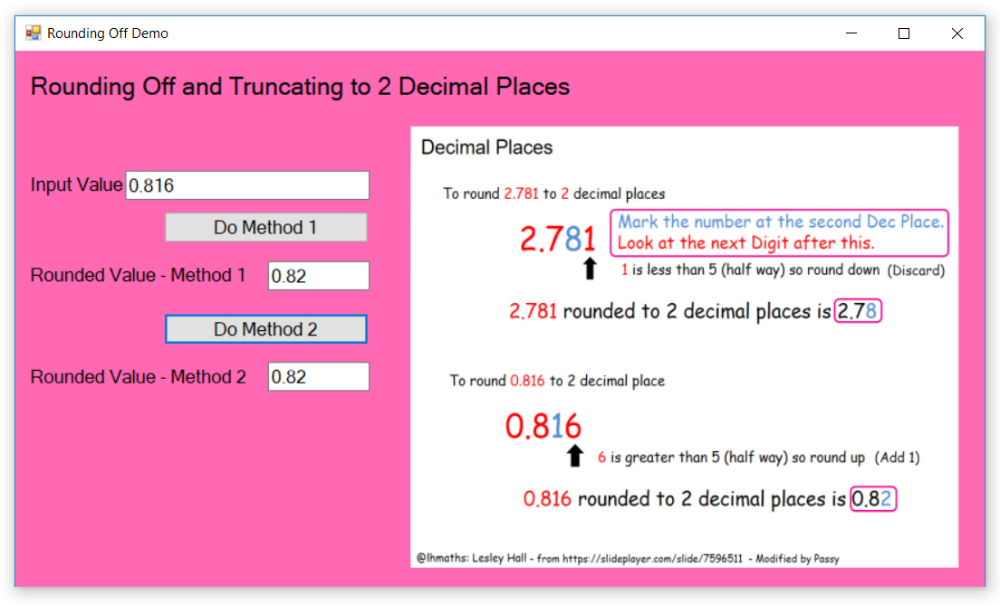 Rounding Off Demo
Rounding Off and Truncating to 2 Decimal Places
Input Value 0.816
Do Method 1
Rounded Value - Method 1 0.82
Do Method 2
Rounded Value - Method 2 0.82
Decimal Places
To round 2.781 to 2 decimal places
2.781
Mark the number at the second Dec Place.
Look at the next Digit after this.
1 is less than 5 (half way) so round down (Discard)
2.781 rounded to 2 decimal places is 2.78
To round 0.816 to 2 decimal place
0.816
6 is greater than 5 (half way) so round up (Add 1)
0.816 rounded to 2 decimal places is 0.82
@lhmaths: Lesley Hall - from https://slideplayer.com/slide/7596511 - Modified by Passy